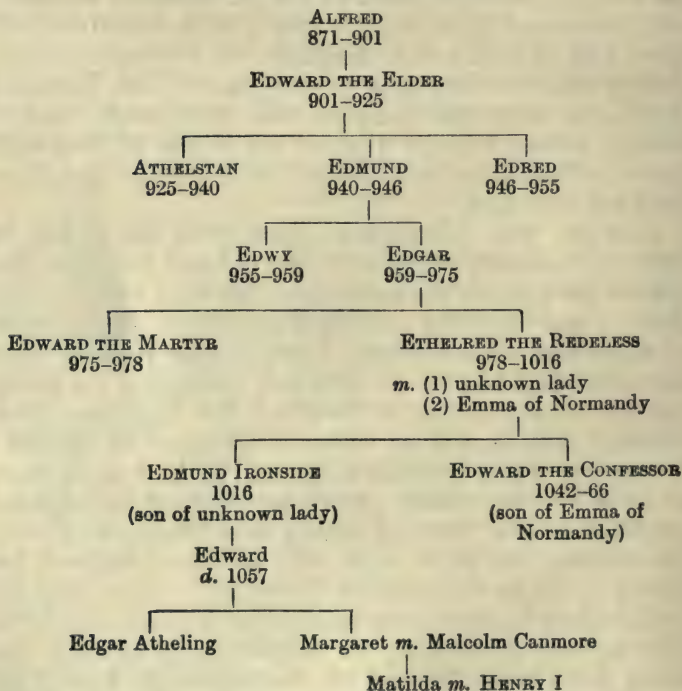 ALFRED
871–901
EDWARD THE ELDER
901–925
ATHELSTAN EDMUND EDRED
925–940 940–946 946–955
EDWY EDGAR
955–959 959–975
EDWARD THE MARTYR ETHELRED THE REDELESS
975–978 978–1016
m. (1) unknown lady
(2) Emma of Normandy
EDMUND IRONSIDE EDWARD THE CONFESSOR
1016 1042–66
(son of unknown lady) (son of Emma of
Normandy)
Edward
d. 1057
Edgar Atheling Margaret m. Malcolm Canmore
Matilda m. HENRY I